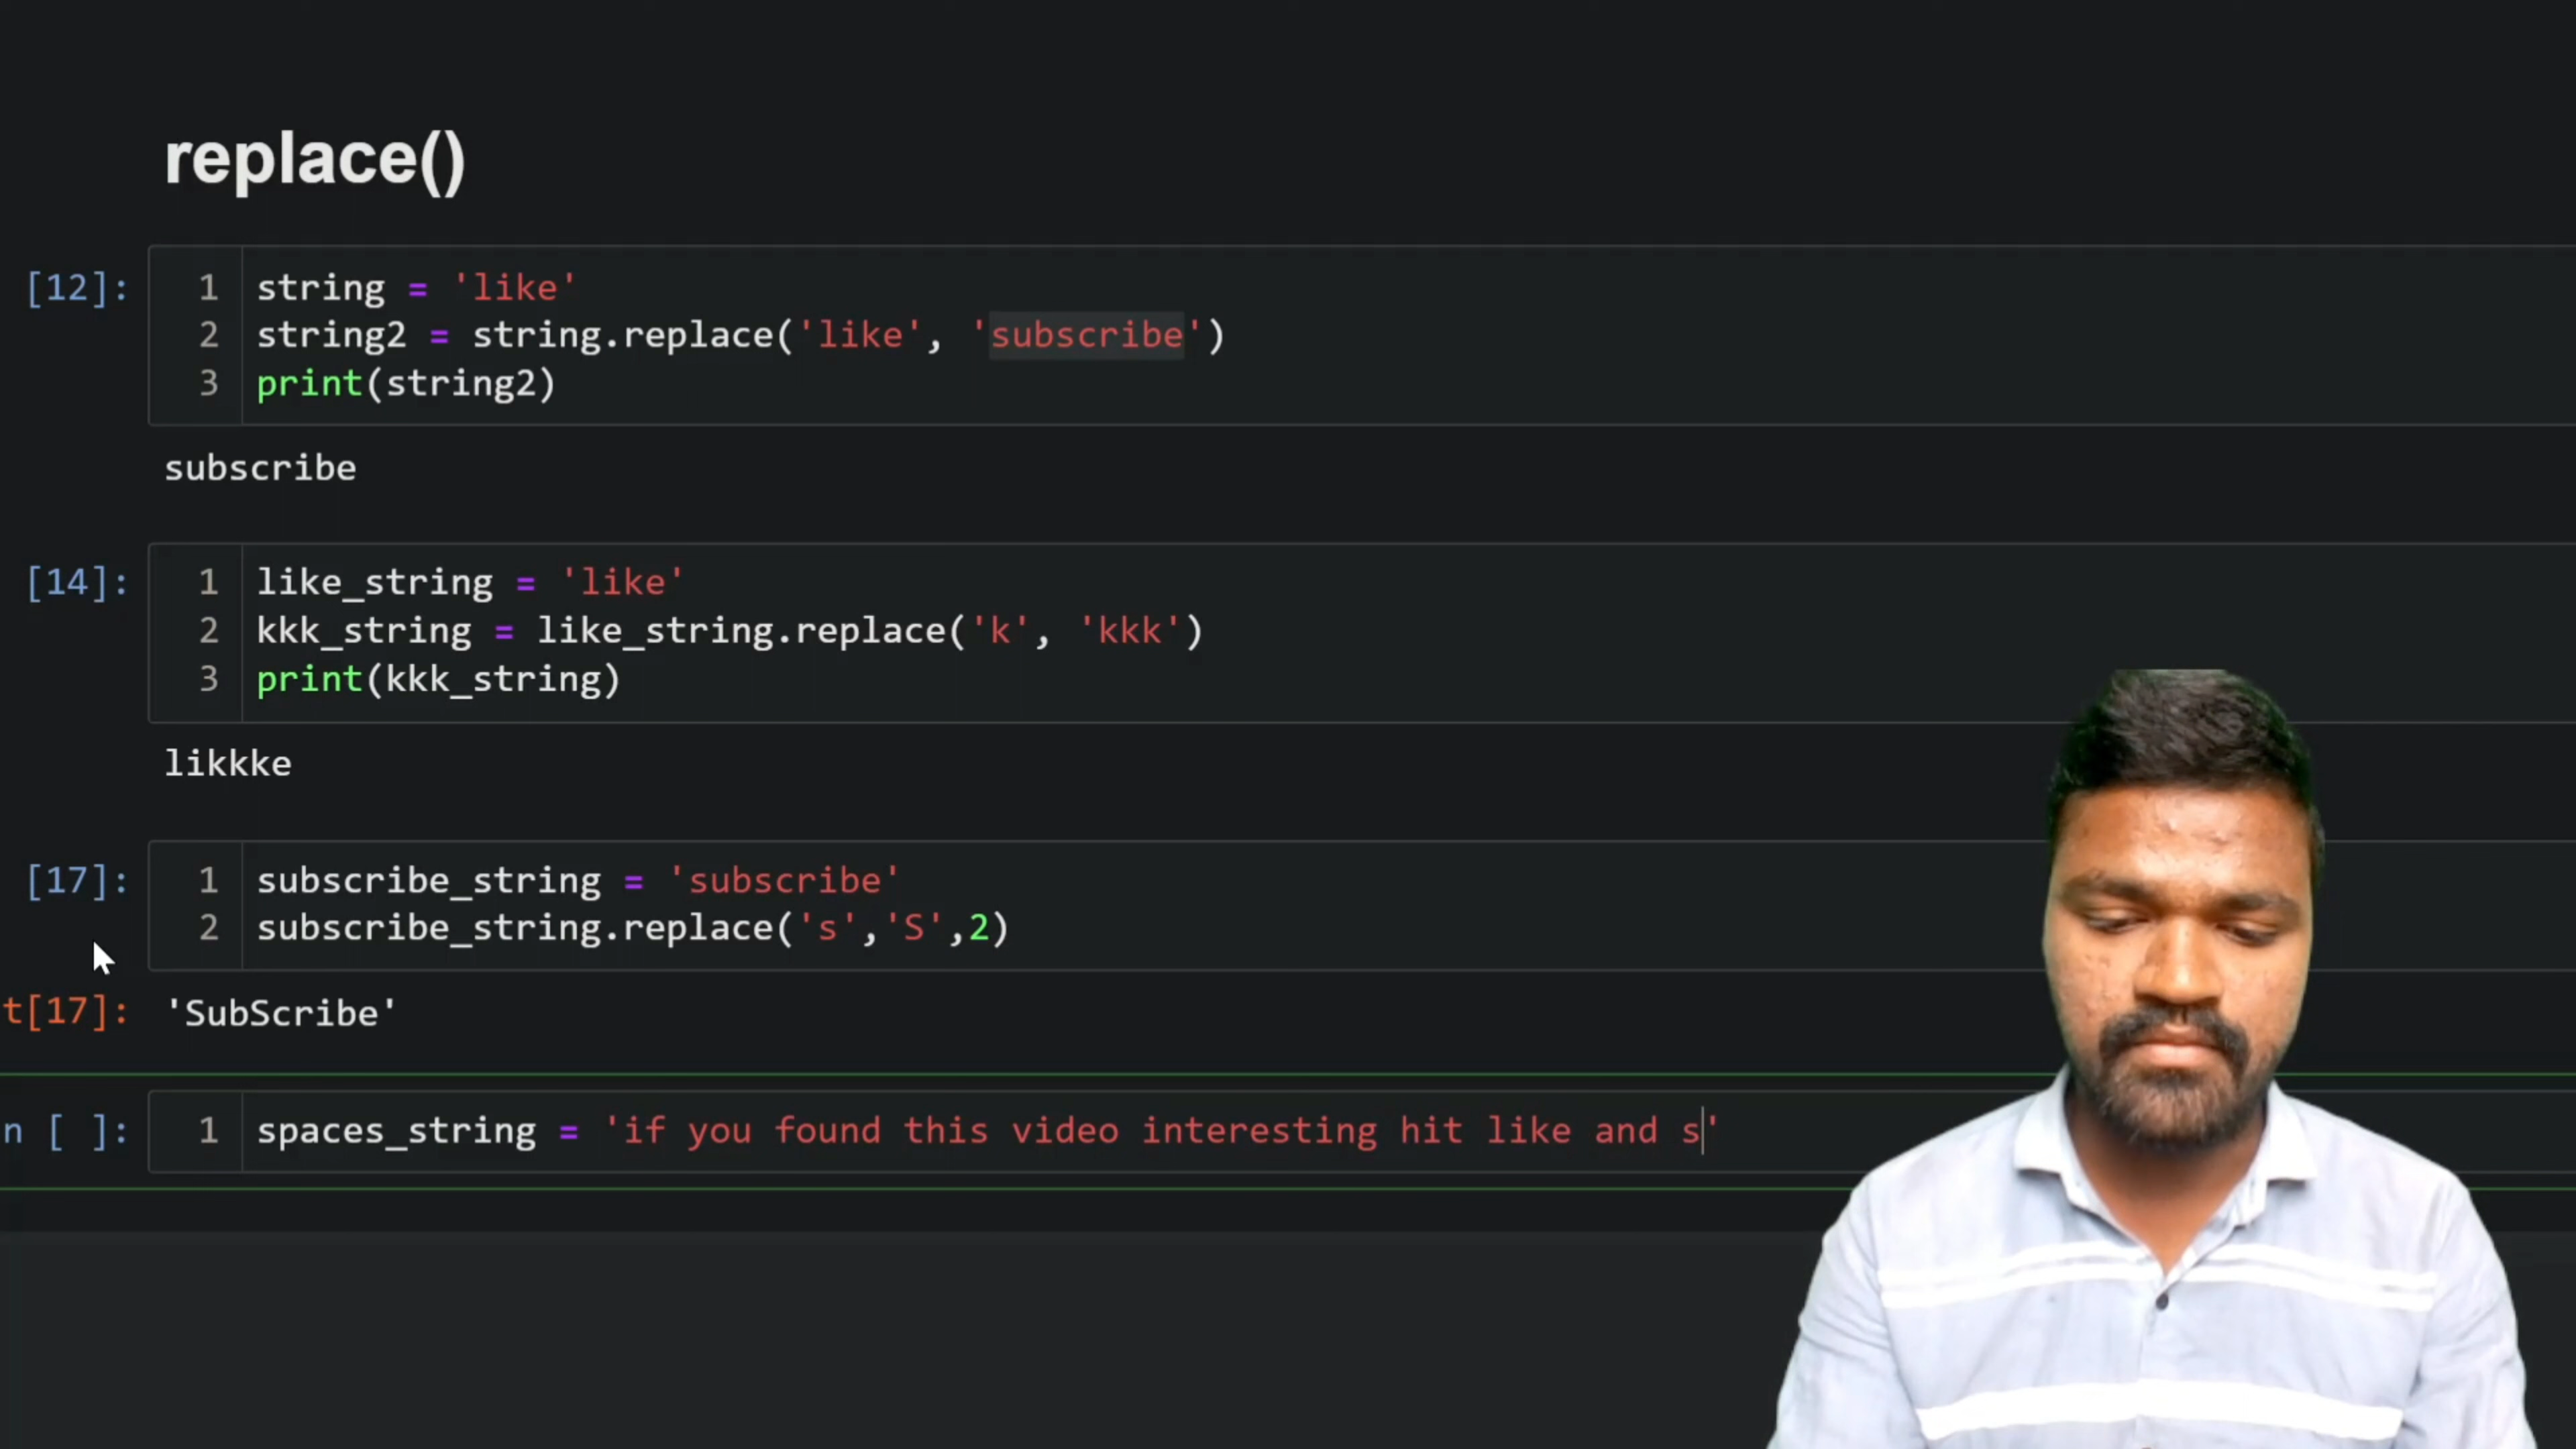 replace()
[12]:
1 string = 'like'
2 string2 = string.replace('like', 'subscribe')
3 print(string2)
subscribe
[14]:
1 like_string = 'like'
2 kkk_string = like_string.replace('k', 'kkk')
3 print(kkk_string)
likkke
[17]:
1 subscribe_string = 'subscribe'
2 subscribe_string.replace('s','S',2)
t[17]: 'SubScribe'
n [ ]: 1 spaces_string = 'if you found this video interesting hit like and s'